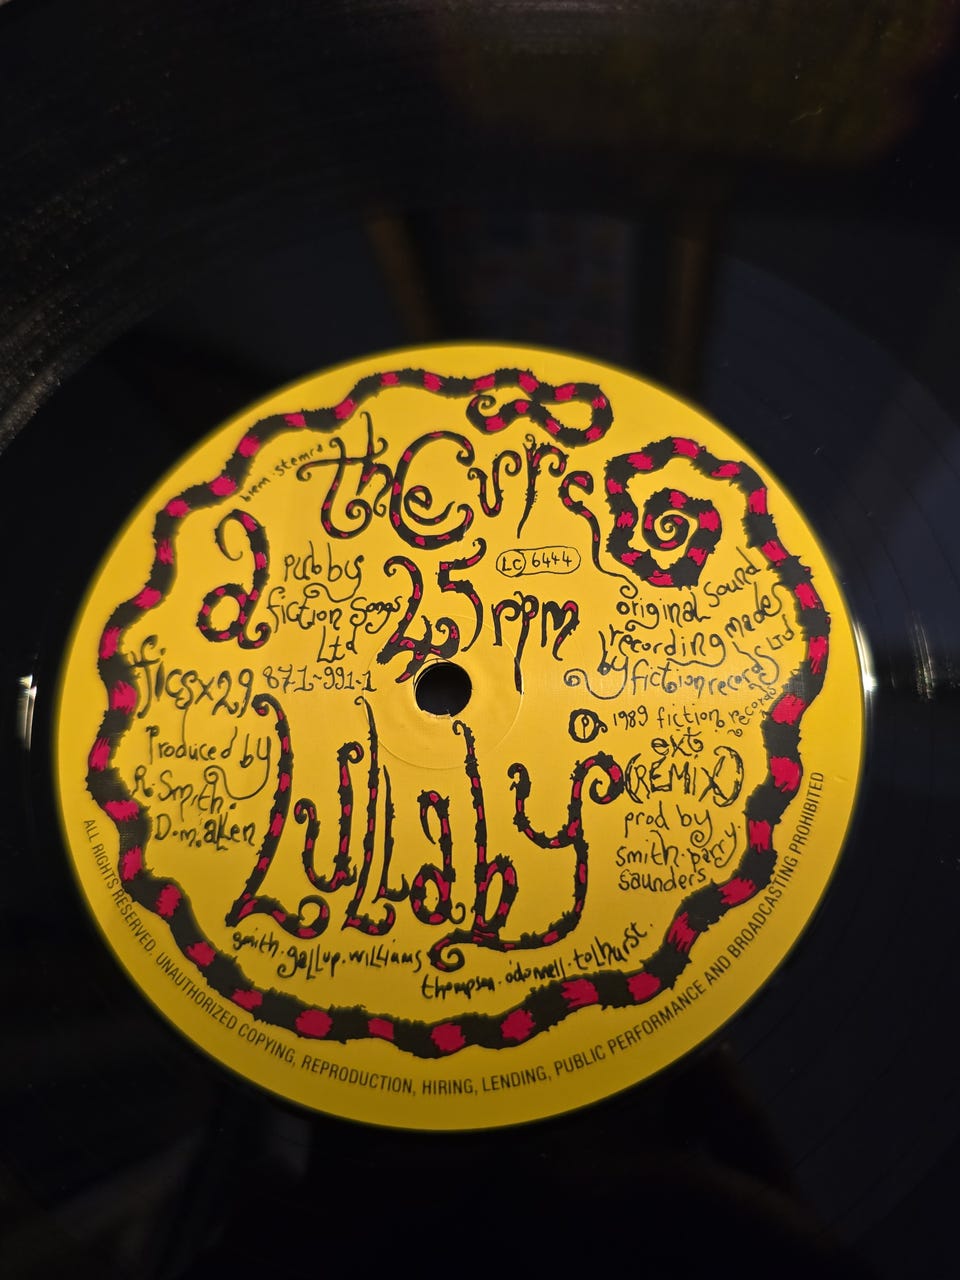 biem · stemra
the Cure
a
pub by
fiction songs
Ltd
45 rpm
LC 6444
original sound
recording made
by fiction records Ltd
ficsx29
871-991-1
Ⓟ 1989 fiction records
ext
(REMIX)
prod by
smith · parry ·
saunders
Produced by
R. Smith ·
D.m. allen
Lullaby
smith · gallup · williams
thompson · o'donnell · tolhurst ·
ALL RIGHTS RESERVED. UNAUTHORIZED COPYING, REPRODUCTION, HIRING, LENDING, PUBLIC PERFORMANCE AND BROADCASTING PROHIBITED